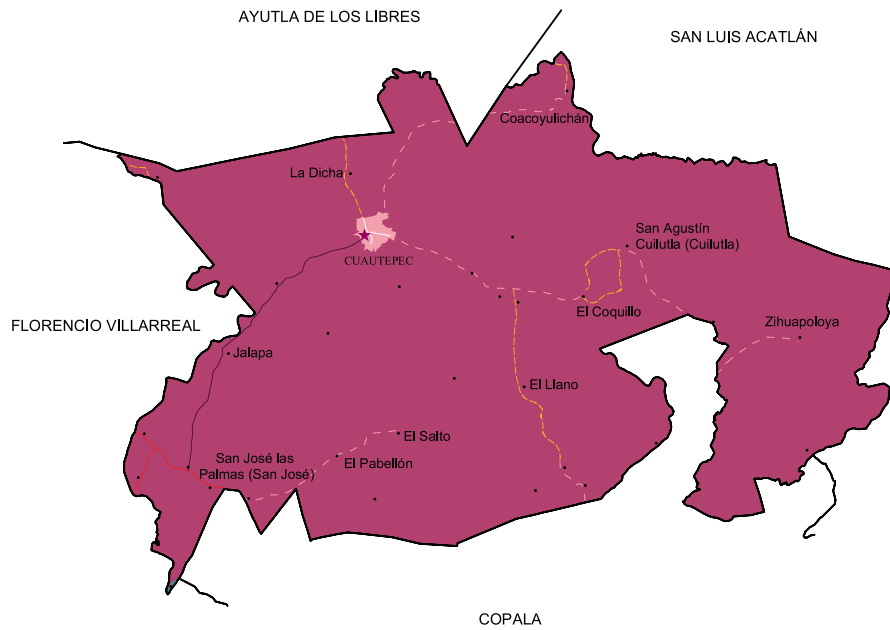 AYUTLA DE LOS LIBRES
SAN LUIS ACATLÁN
Coacoyulichán
La Dicha
San Agustín
Cuilutla (Cuilutla)
CUAUTEPEC
El Coquillo
FLORENCIO VILLARREAL
Zihuapoloya
Jalapa
El Llano
El Salto
San José las
Palmas (San José)
El Pabellón
COPALA